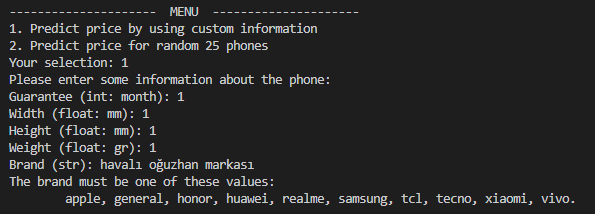 ---------------------  MENU  ---------------------
1. Predict price by using custom information
2. Predict price for random 25 phones
Your selection: 1
Please enter some information about the phone:
Guarantee (int: month): 1
Width (float: mm): 1
Height (float: mm): 1
Weight (float: gr): 1
Brand (str): havalı oğuzhan markası
The brand must be one of these values:
        apple, general, honor, huawei, realme, samsung, tcl, tecno, xiaomi, vivo.